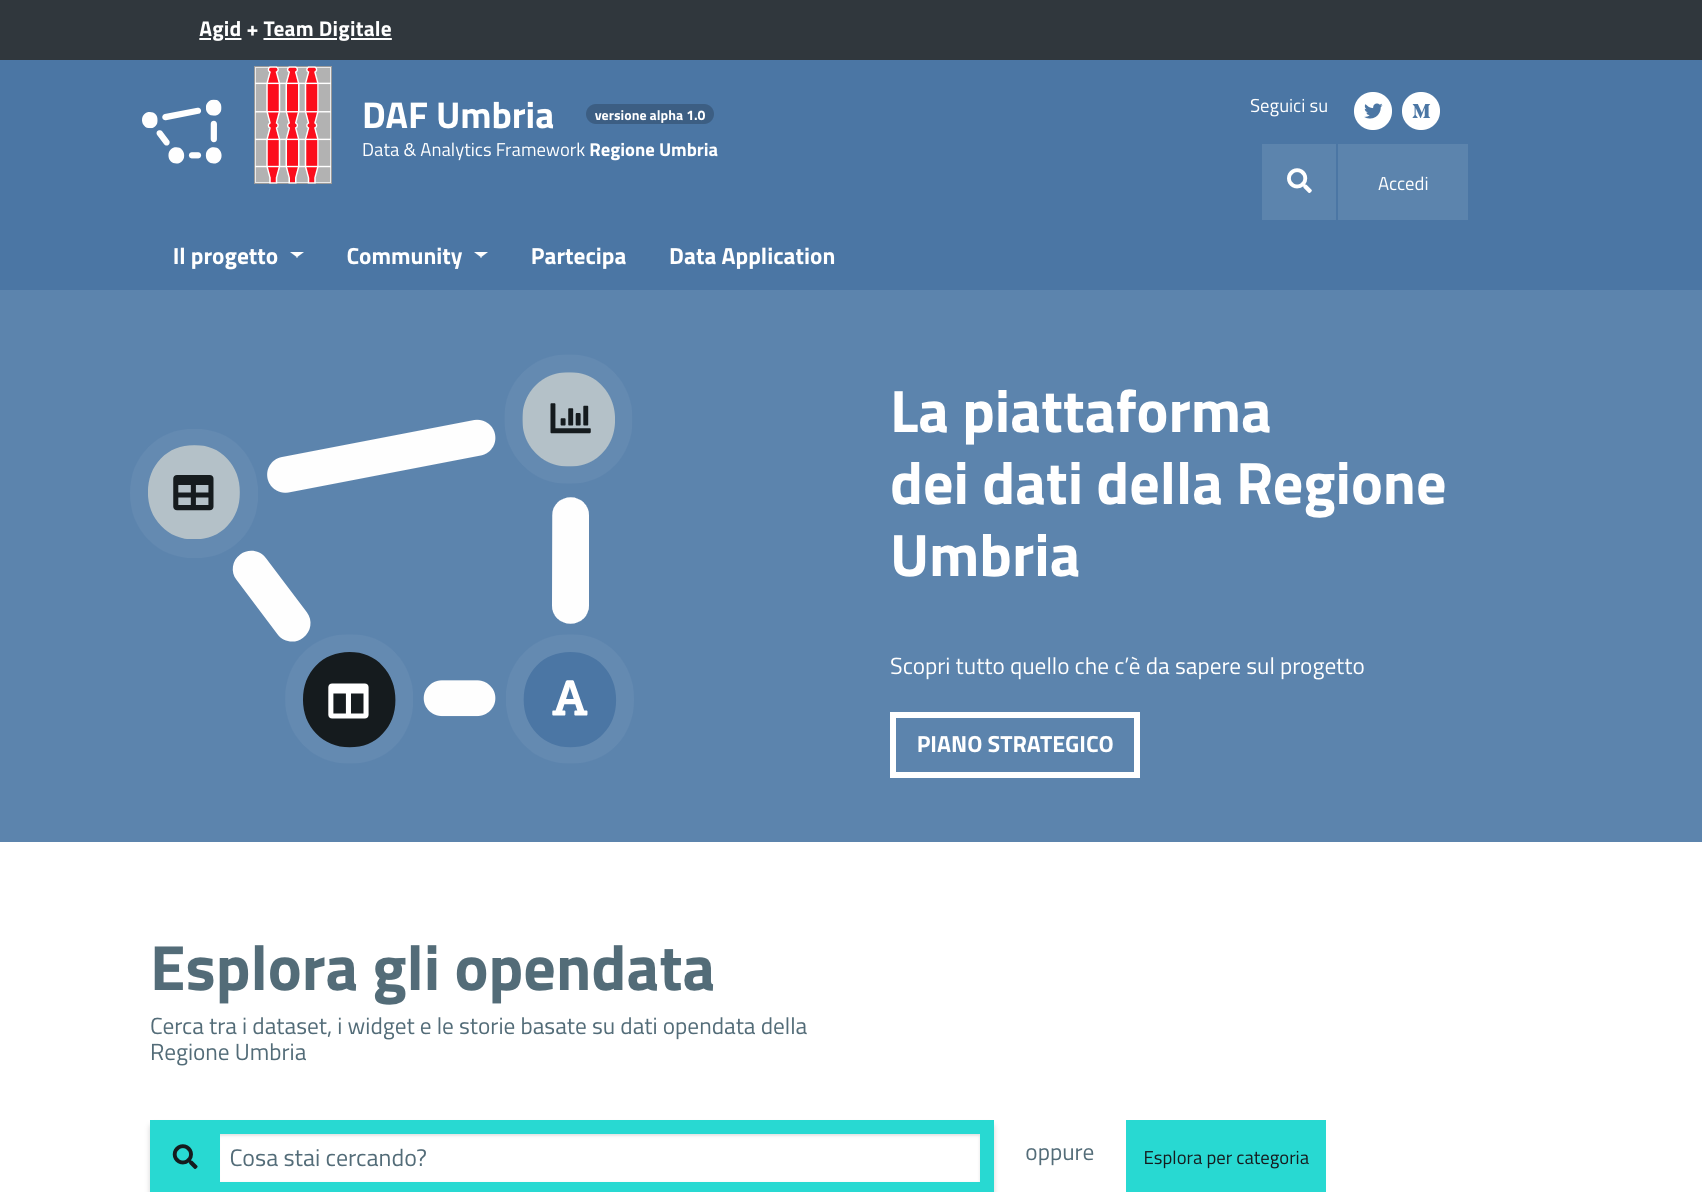 Agid + Team Digitale
DAF Umbria versione alpha 1.0
Data & Analytics Framework Regione Umbria
Seguici su
Accedi
Il progetto
Community
Partecipa
Data Application
La piattaforma
dei dati della Regione
Umbria
Scopri tutto quello che c’è da sapere sul progetto
PIANO STRATEGICO
A
Esplora gli opendata
Cerca tra i dataset, i widget e le storie basate su dati opendata della
Regione Umbria
Cosa stai cercando?
oppure
Esplora per categoria